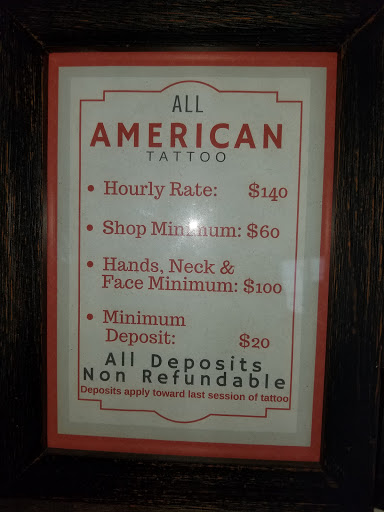 ALL
AMERICAN
TATTOO
• Hourly Rate: $140
• Shop Minimum: $60
• Hands, Neck &
Face Minimum: $100
• Minimum
Deposit: $20
All Deposits
Non Refundable
Deposits apply toward last session of tattoo